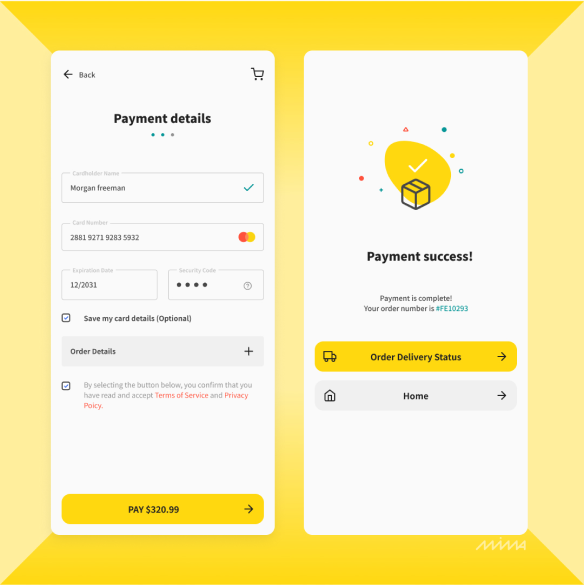 Back
Payment details
Cardholder Name
Morgan freeman
Card Number
2881 9271 9283 5932
Expiration Date
12/2031
Security Code
Save my card details (Optional)
Order Details
By selecting the button below, you confirm that you
have read and accept Terms of Service and Privacy
Poicy.
PAY $320.99
Payment success!
Payment is complete!
Your order number is #FE10293
Order Delivery Status
Home
MIMA